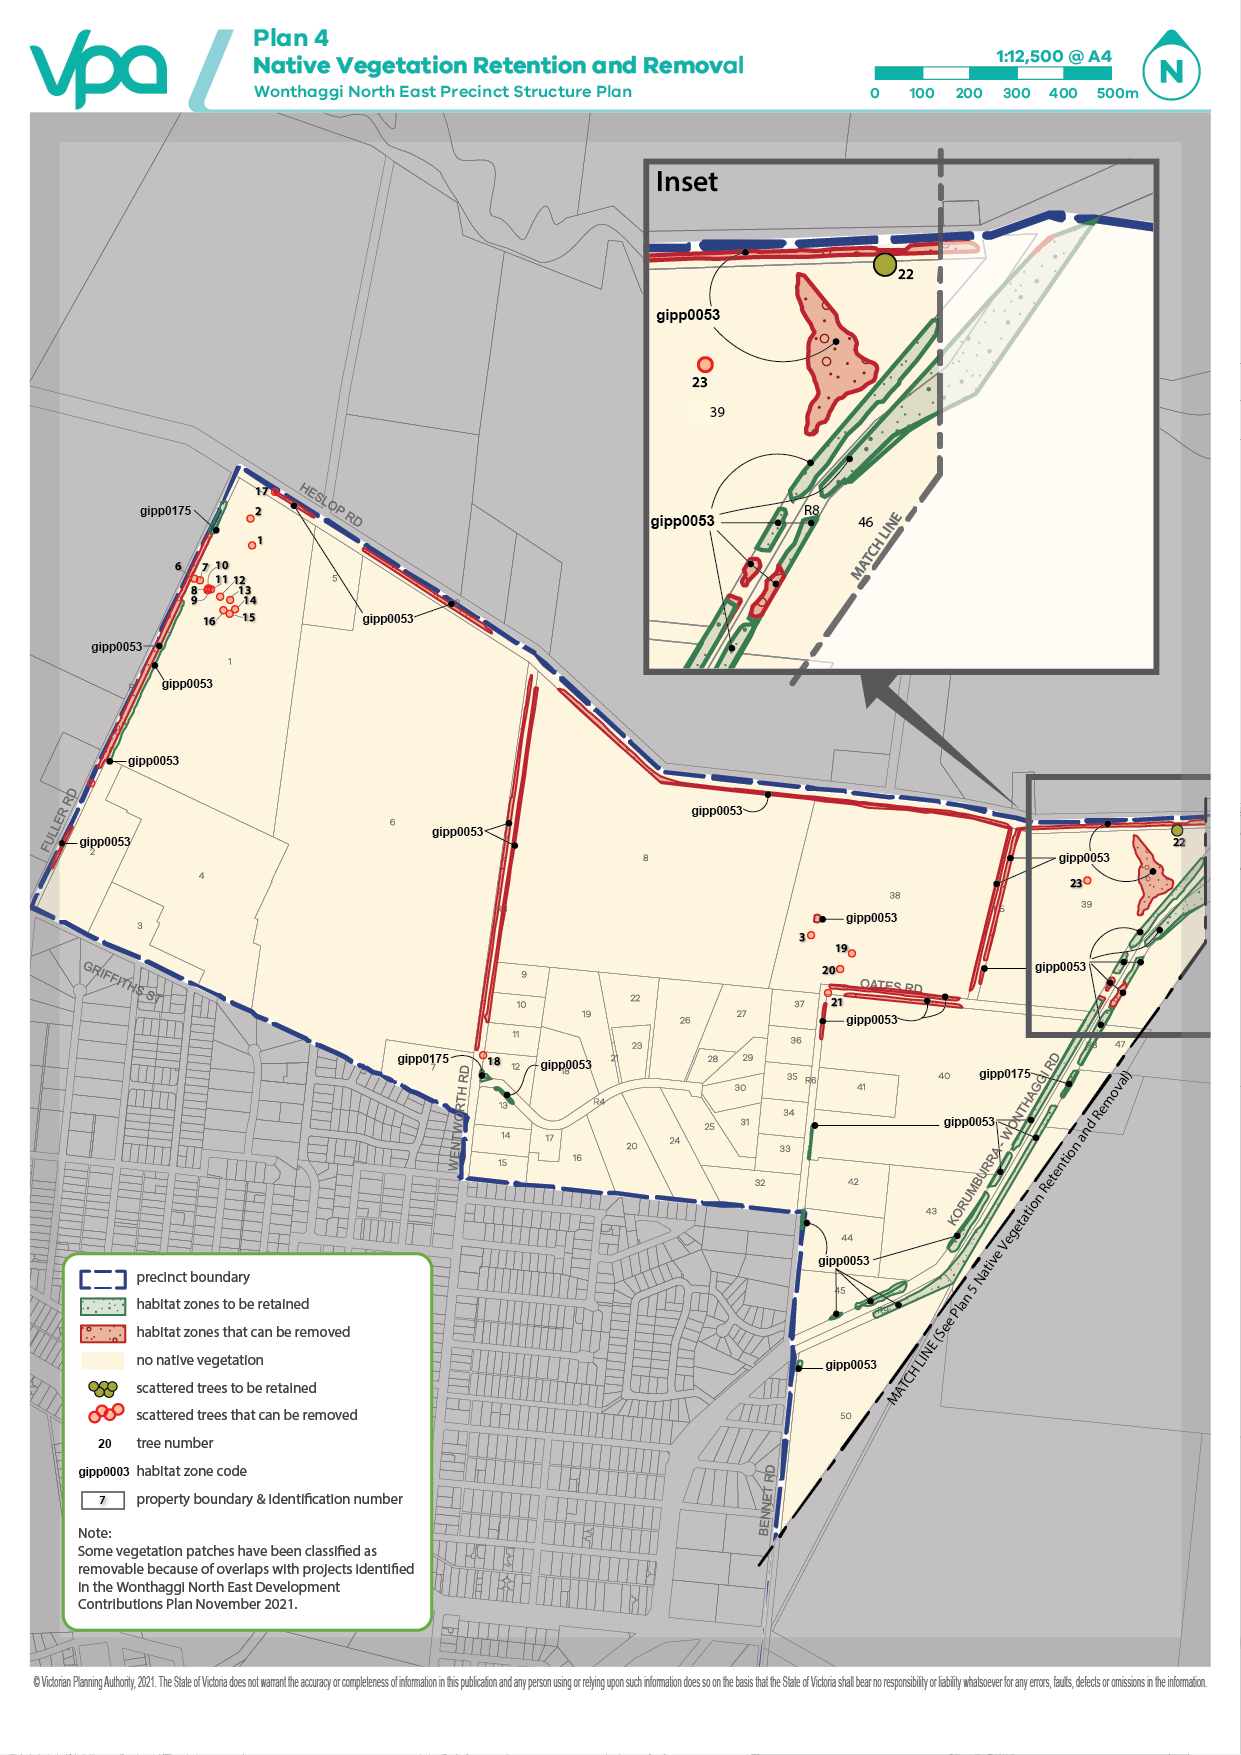 vpa
Plan 4
Native Vegetation Retention and Removal
Wonthaggi North East Precinct Structure Plan
1:12,500 @ A4
0 100 200 300 400 500m
N
Inset
22
gipp0053
23
39
gipp0053
R8
46
MATCH LINE
HESLOP RD
17
gipp0175
2
1
6 7 10
8 11 12
9 13
14
16 15
5
gipp0053
gipp0053
gipp0053
1
gipp0053
FULLER RD
gipp0053
2
6
4
3
gipp0053
gipp0053
8
38
gipp0053
3
19
20
OATES RD
21
gipp0053
gipp0053
22
23
39
gipp0053
GRIFFITHS ST
9
10
11
12
13
14
15
16
17
18
19
20
21
22
23
24
25
26
27
28
29
30
31
32
33
34
35
R6
36
37
R4
7
gipp0175
18
gipp0053
WENTWORTH RD
40
41
42
43
44
45
47
50
gipp0175
gipp0053
gipp0053
gipp0053
KORUMBURRA - WONTHAGGI RD
MATCH LINE (See Plan 5 Native Vegetation Retention and Removal)
BENNET RD
precinct boundary
habitat zones to be retained
habitat zones that can be removed
no native vegetation
scattered trees to be retained
scattered trees that can be removed
20 tree number
gipp0003 habitat zone code
7 property boundary & identification number
Note:
Some vegetation patches have been classified as
removable because of overlaps with projects identified
in the Wonthaggi North East Development
Contributions Plan November 2021.
© Victorian Planning Authority, 2021. The State of Victoria does not warrant the accuracy or completeness of information in this publication and any person using or relying upon such information does so on the basis that the State of Victoria shall bear no responsibility or liability whatsoever for any errors, faults, defects or omissions in the information.